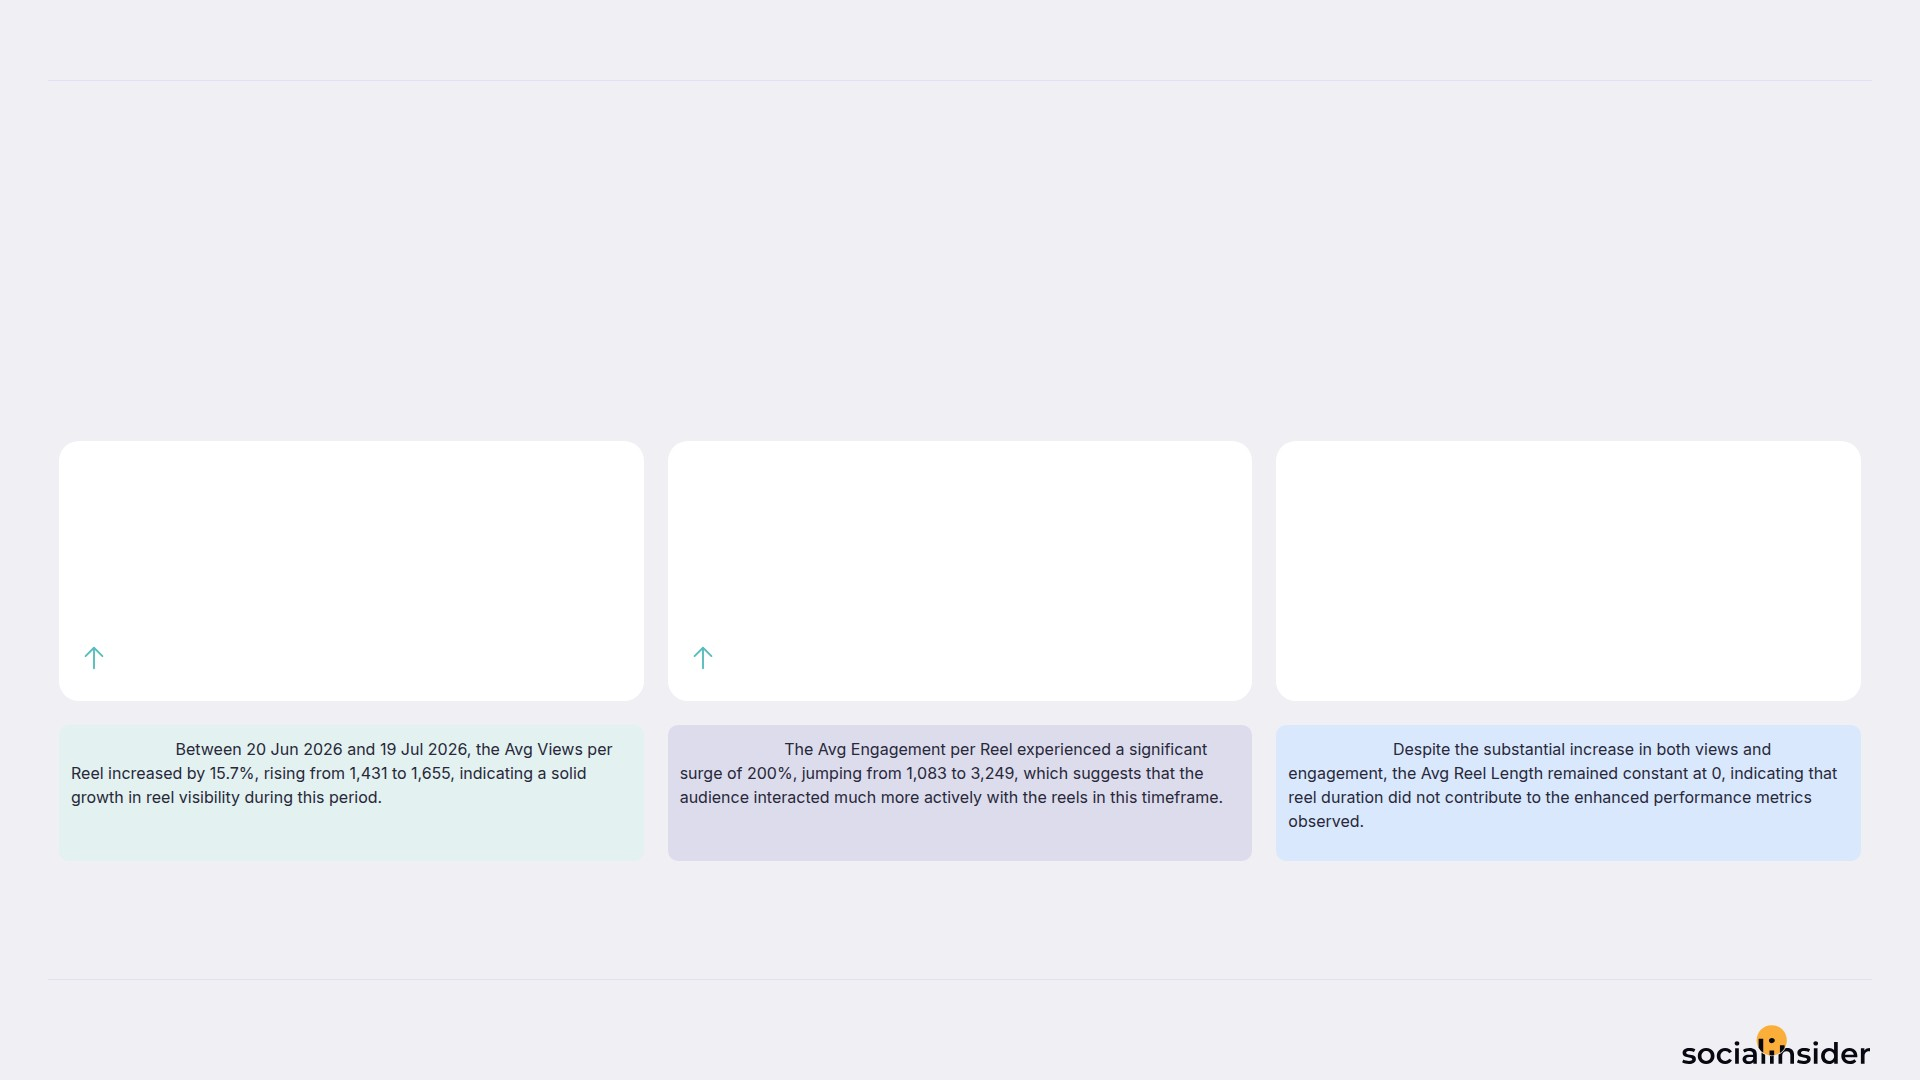 Between 20 Jun 2026 and 19 Jul 2026, the Avg Views per
Reel increased by 15.7%, rising from 1,431 to 1,655, indicating a solid
growth in reel visibility during this period.
The Avg Engagement per Reel experienced a significant
surge of 200%, jumping from 1,083 to 3,249, which suggests that the
audience interacted much more actively with the reels in this timeframe.
Despite the substantial increase in both views and
engagement, the Avg Reel Length remained constant at 0, indicating that
reel duration did not contribute to the enhanced performance metrics
observed.
socialinsider